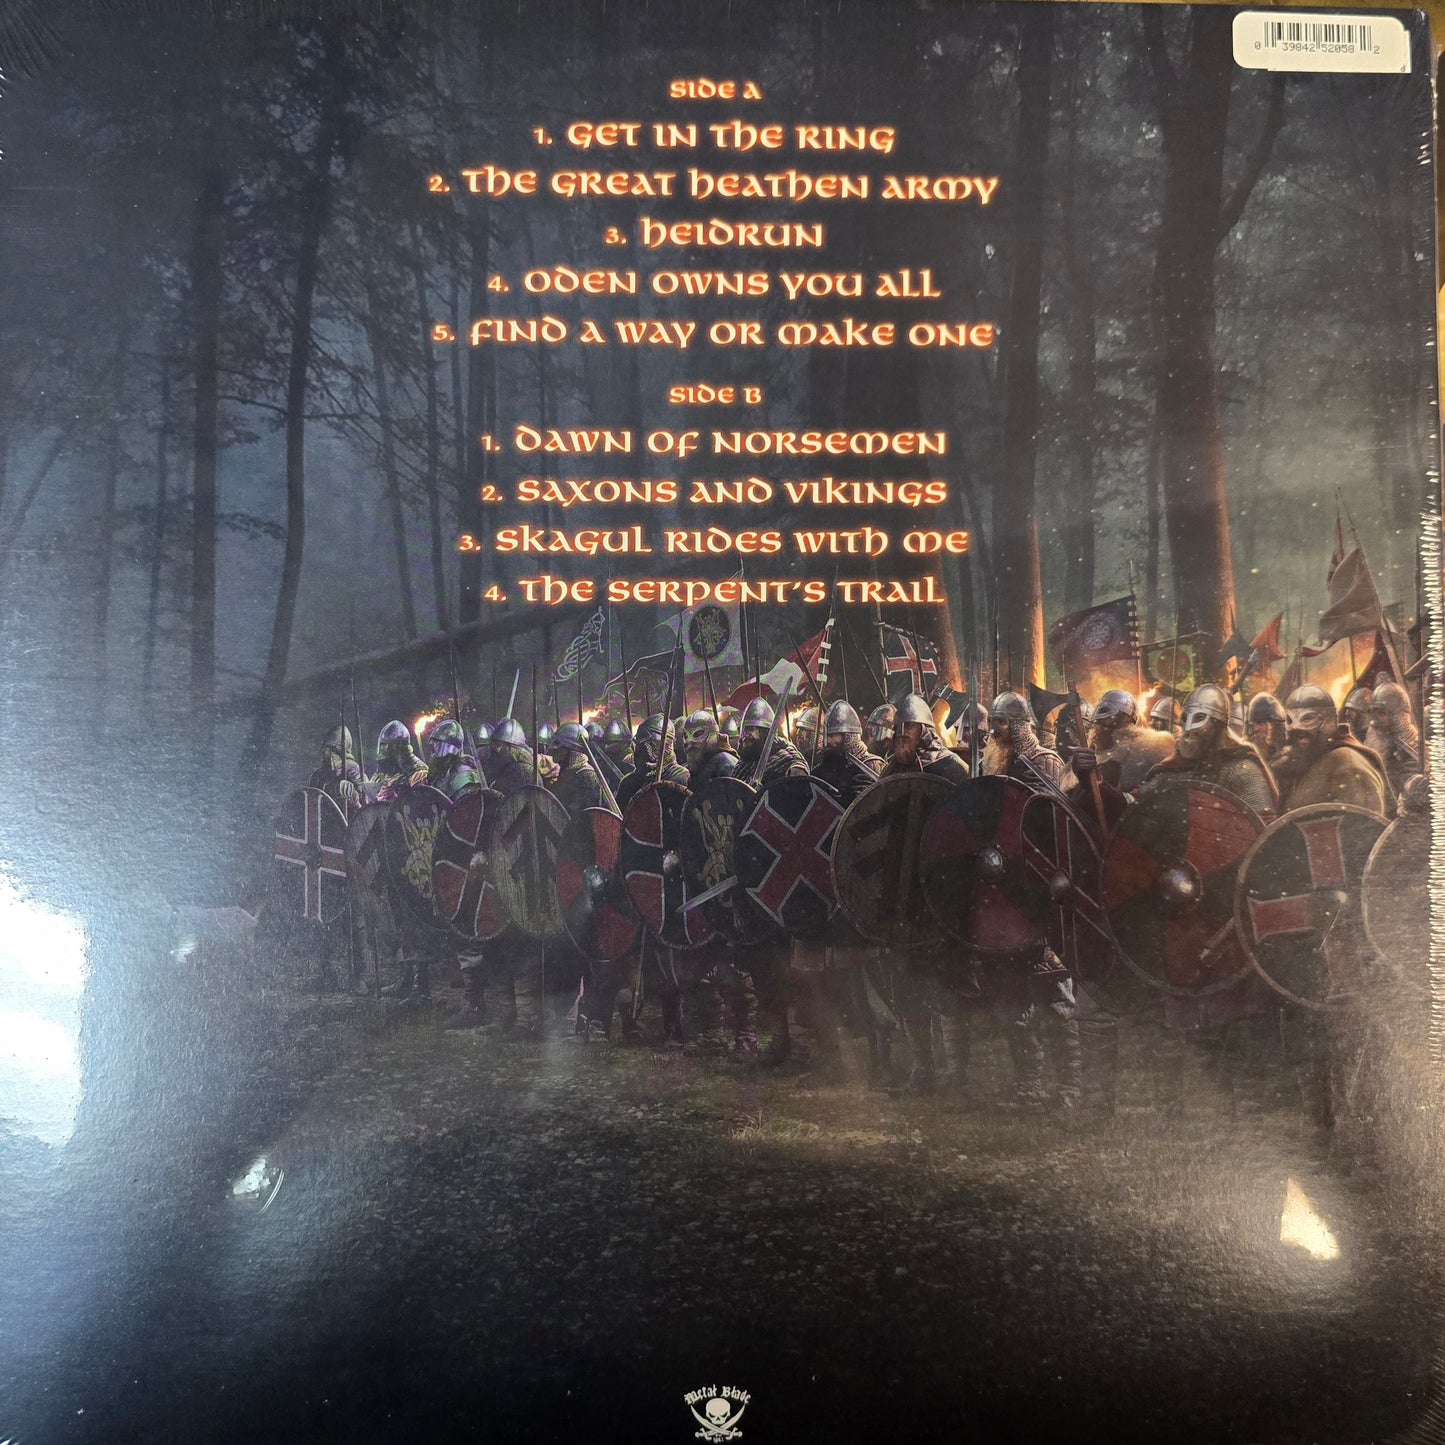 0 39842 52058 2
P
SIDE A
1. GET IN THE RING
2. THE GREAT HEATHEN ARMY
3. HEIDRUN
4. ODEN OWNS YOU ALL
5. FIND A WAY OR MAKE ONE
SIDE B
1. DAWN OF NORSEMEN
2. SAXONS AND VIKINGS
3. SKAGUL RIDES WITH ME
4. THE SERPENT'S TRAIL
Metal Blade